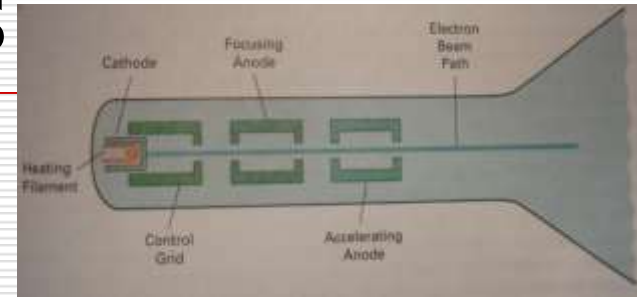 Cathode
Focusing
Anode
Electron
Beam
Path
Heating
Filament
Control
Grid
Accelerating
Anode